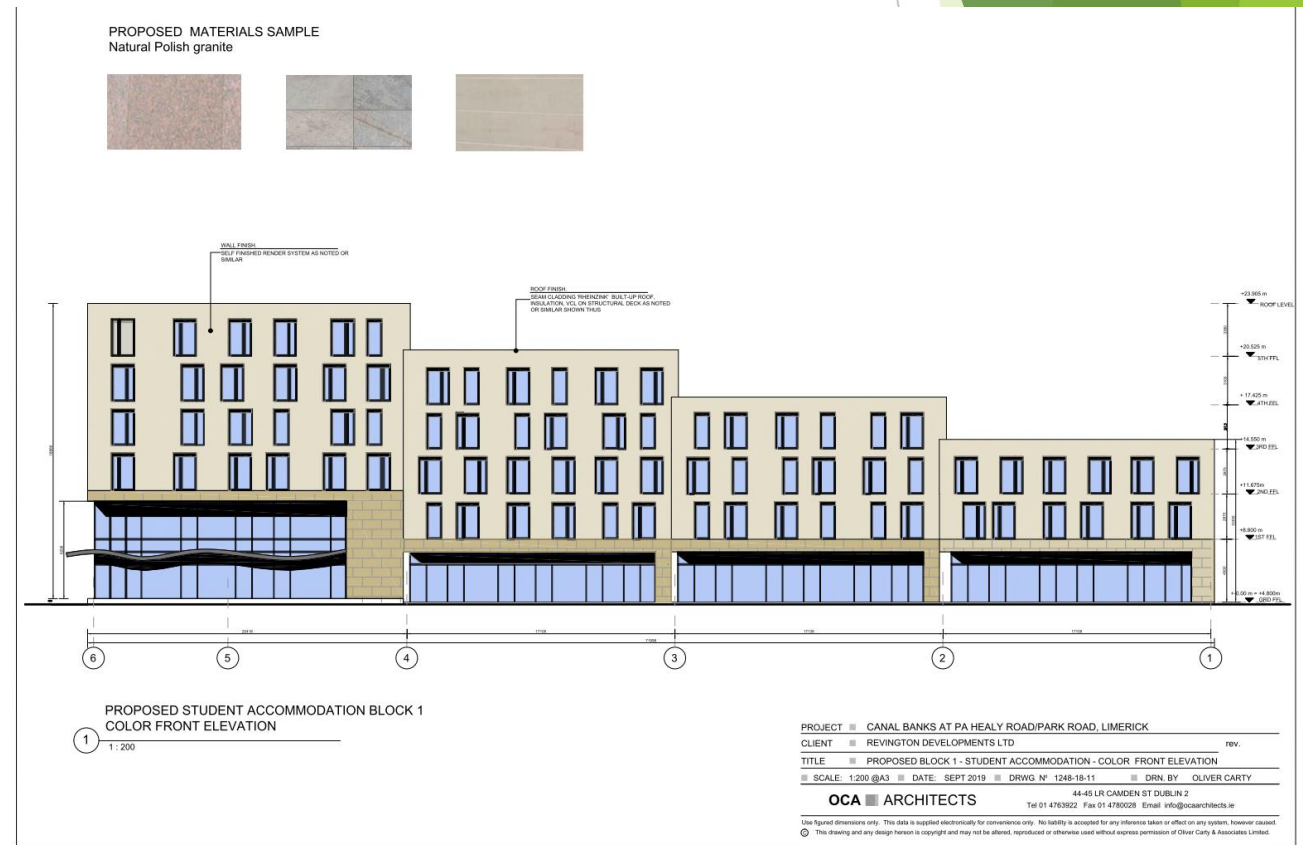 PROPOSED MATERIALS SAMPLE
Natural Polish granite
WALL FINISH.
SELF FINISHED RENDER SYSTEM AS NOTED OR
SIMILAR
ROOF FINISH.
SEAM CLADDING 'RHEINZINK' BUILT-UP ROOF,
INSULATION, VCL ON STRUCTURAL DECK AS NOTED
OR SIMILAR SHOWN THUS
+23.905 m
ROOF LEVEL
+20.525 m
5TH FFL
+ 17.425 m
4TH FFL
+14.550 m
3RD FFL
+11.675m
2ND FFL
+8.800 m
1ST FFL
+-0.00 m = +4.800m
GRD FFL
6
5
4
3
2
1
PROPOSED STUDENT ACCOMMODATION BLOCK 1
COLOR FRONT ELEVATION
1
1 : 200
PROJECT CANAL BANKS AT PA HEALY ROAD/PARK ROAD, LIMERICK
CLIENT REVINGTON DEVELOPMENTS LTD rev.
TITLE PROPOSED BLOCK 1 - STUDENT ACCOMMODATION - COLOR FRONT ELEVATION
SCALE: 1:200 @A3 DATE: SEPT 2019 DRWG. Nº 1248-18-11 DRN. BY OLIVER CARTY
OCA ARCHITECTS
44-45 LR CAMDEN ST DUBLIN 2
Tel 01 4763922 Fax 01 4780028 Email info@ocaarchitects.ie
Use figured dimensions only. This data is supplied electronically for convenience only. No liability is accepted for any inference taken or effect on any system, however caused.
© This drawing and any design hereon is copyright and may not be altered, reproduced or otherwise used without express permission of Oliver Carty & Associates Limited.